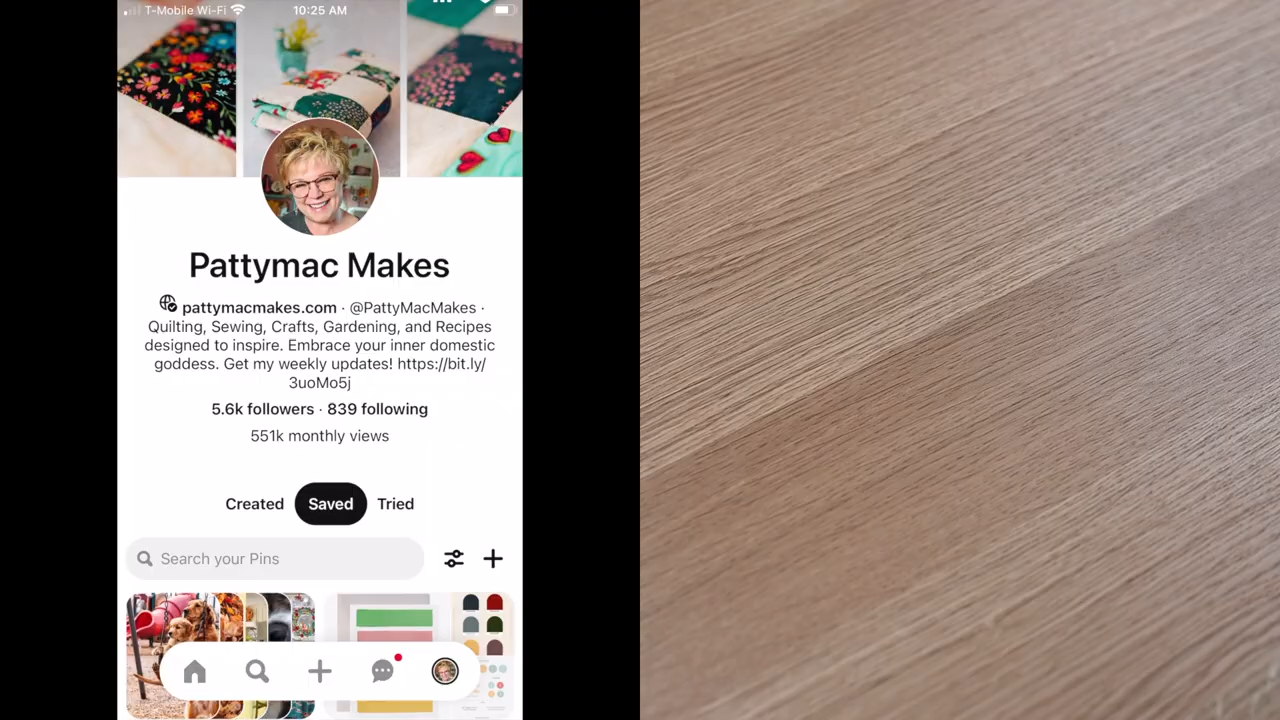 T-Mobile Wi-Fi 10:25 AM
Pattymac Makes
pattymacmakes.com · @PattyMacMakes ·
Quilting, Sewing, Crafts, Gardening, and Recipes
designed to inspire. Embrace your inner domestic
goddess. Get my weekly updates! https://bit.ly/
3uoMo5j
5.6k followers · 839 following
551k monthly views
Created Saved Tried
Search your Pins